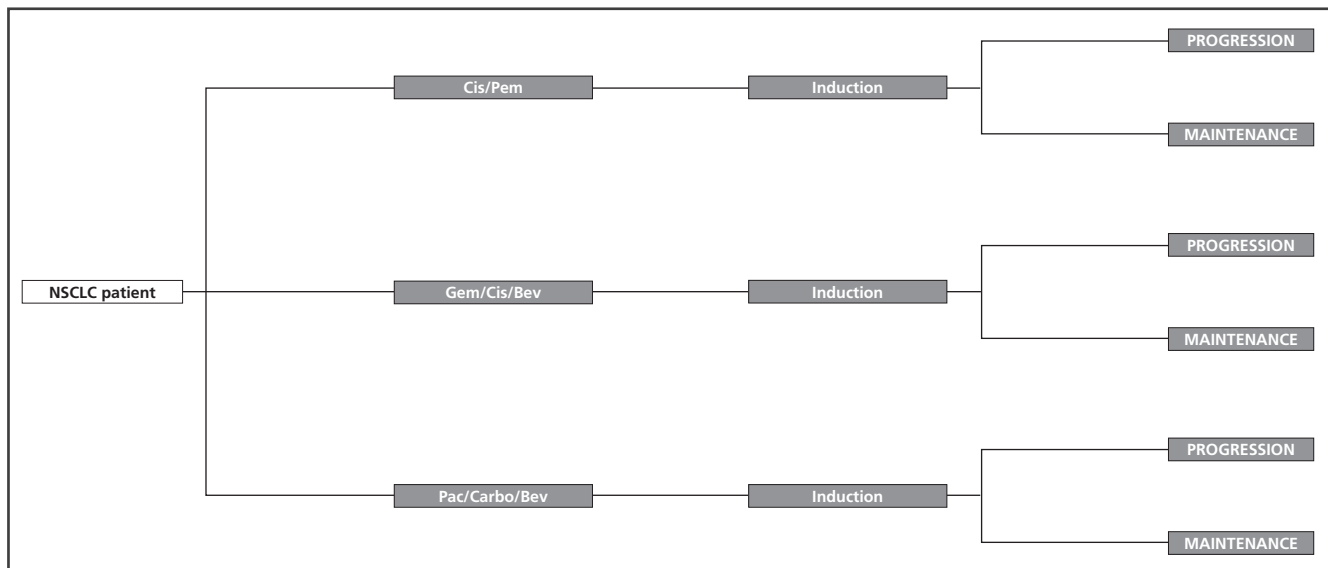 PROGRESSION
Cis/Pem
Induction
MAINTENANCE
PROGRESSION
NSCLC patient
Gem/Cis/Bev
Induction
MAINTENANCE
PROGRESSION
Pac/Carbo/Bev
Induction
MAINTENANCE